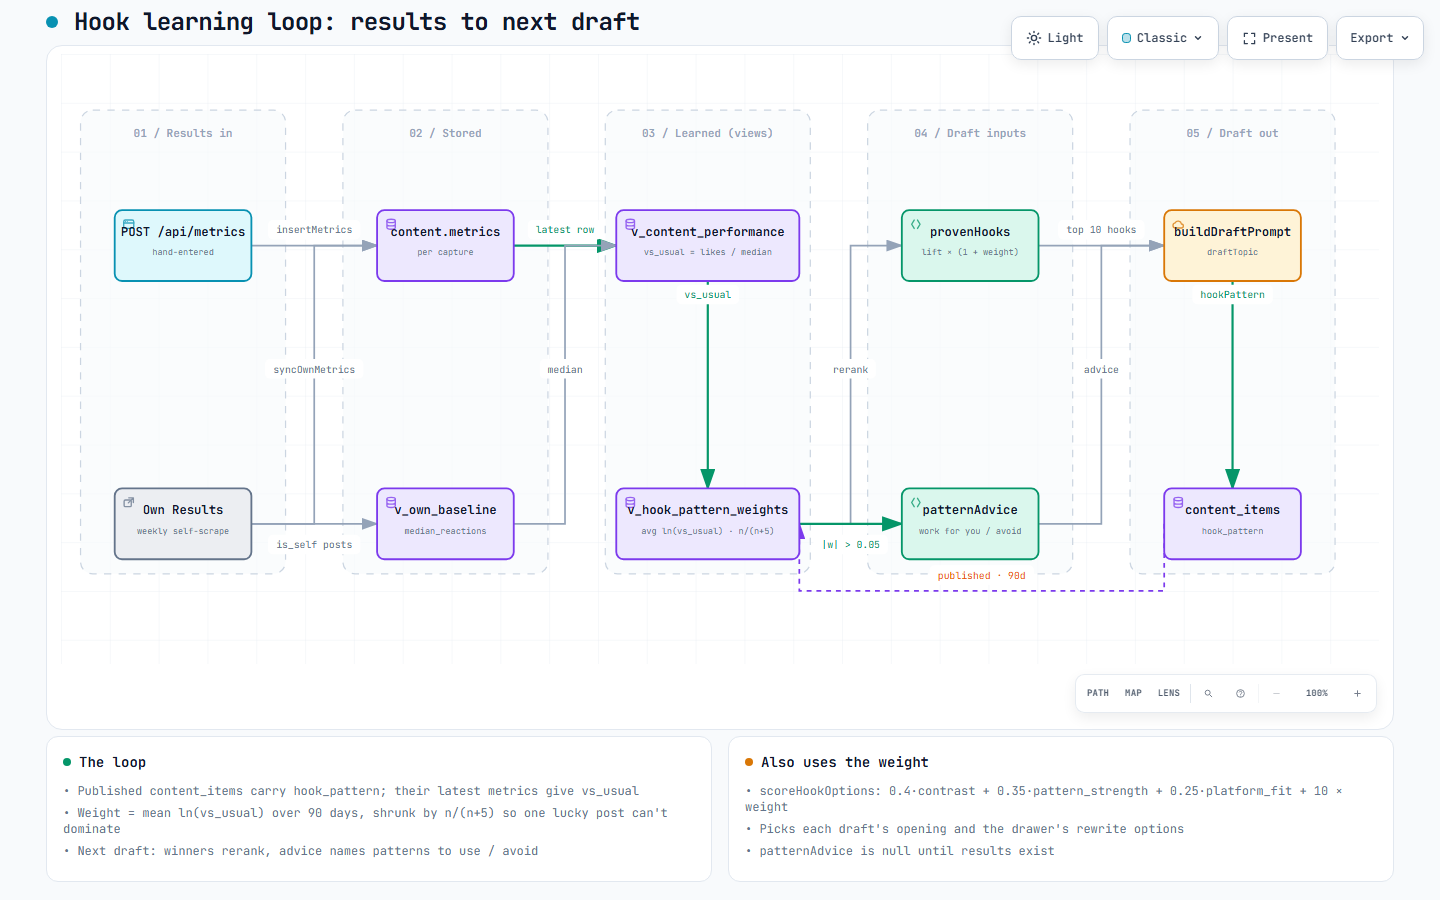 Hook learning loop: results to next draft
Light
Classic
Present
Export
01 / Results in
02 / Stored
03 / Learned (views)
04 / Draft inputs
05 / Draft out
POST /api/metrics
hand-entered
insertMetrics
content.metrics
per capture
latest row
v_content_performance
vs_usual = likes / median
provenHooks
lift × (1 + weight)
top 10 hooks
buildDraftPrompt
draftTopic
vs_usual
hookPattern
syncOwnMetrics
median
rerank
advice
Own Results
weekly self-scrape
is_self posts
v_own_baseline
median_reactions
v_hook_pattern_weights
avg ln(vs_usual) · n/(n+5)
|w| > 0.05
patternAdvice
work for you / avoid
content_items
hook_pattern
published · 90d
PATH
MAP
LENS
100%
The loop
• Published content_items carry hook_pattern; their latest metrics give vs_usual
• Weight = mean ln(vs_usual) over 90 days, shrunk by n/(n+5) so one lucky post can't
dominate
• Next draft: winners rerank, advice names patterns to use / avoid
Also uses the weight
• scoreHookOptions: 0.4·contrast + 0.35·pattern_strength + 0.25·platform_fit + 10 ×
weight
• Picks each draft's opening and the drawer's rewrite options
• patternAdvice is null until results exist